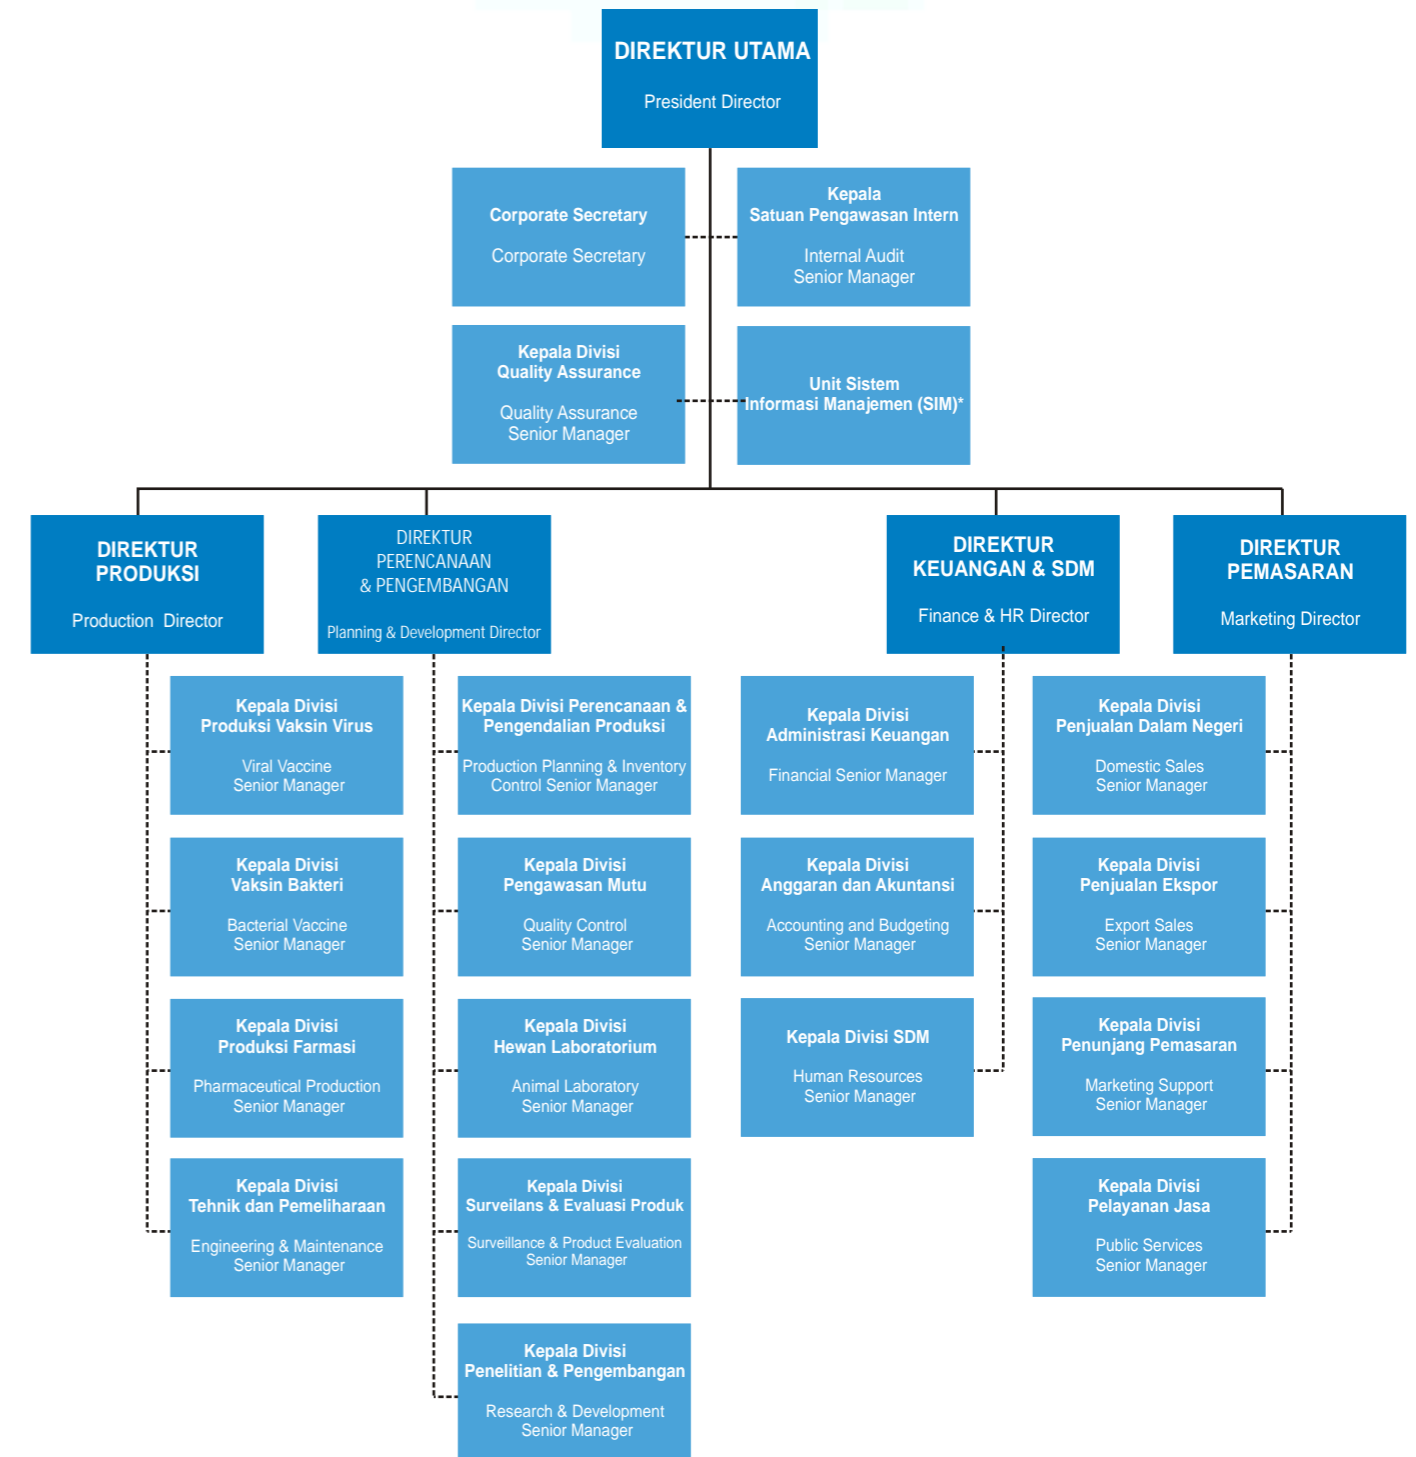 DIREKTUR UTAMA
President Director
Corporate Secretary
Corporate Secretary
Kepala
Satuan Pengawasan Intern
Internal Audit
Senior Manager
Kepala Divisi
Quality Assurance
Quality Assurance
Senior Manager
Unit Sistem
Informasi Manajemen (SIM)*
DIREKTUR
PRODUKSI
Production Director
DIREKTUR
PERENCANAAN
& PENGEMBANGAN
Planning & Development Director
DIREKTUR
KEUANGAN & SDM
Finance & HR Director
DIREKTUR
PEMASARAN
Marketing Director
Kepala Divisi
Produksi Vaksin Virus
Viral Vaccine
Senior Manager
Kepala Divisi Perencanaan &
Pengendalian Produksi
Production Planning & Inventory
Control Senior Manager
Kepala Divisi
Administrasi Keuangan
Financial Senior Manager
Kepala Divisi
Penjualan Dalam Negeri
Domestic Sales
Senior Manager
Kepala Divisi
Vaksin Bakteri
Bacterial Vaccine
Senior Manager
Kepala Divisi
Pengawasan Mutu
Quality Control
Senior Manager
Kepala Divisi
Anggaran dan Akuntansi
Accounting and Budgeting
Senior Manager
Kepala Divisi
Penjualan Ekspor
Export Sales
Senior Manager
Kepala Divisi
Produksi Farmasi
Pharmaceutical Production
Senior Manager
Kepala Divisi
Hewan Laboratorium
Animal Laboratory
Senior Manager
Kepala Divisi SDM
Human Resources
Senior Manager
Kepala Divisi
Penunjang Pemasaran
Marketing Support
Senior Manager
Kepala Divisi
Tehnik dan Pemeliharaan
Engineering & Maintenance
Senior Manager
Kepala Divisi
Surveilans & Evaluasi Produk
Surveillance & Product Evaluation
Senior Manager
Kepala Divisi
Pelayanan Jasa
Public Services
Senior Manager
Kepala Divisi
Penelitian & Pengembangan
Research & Development
Senior Manager